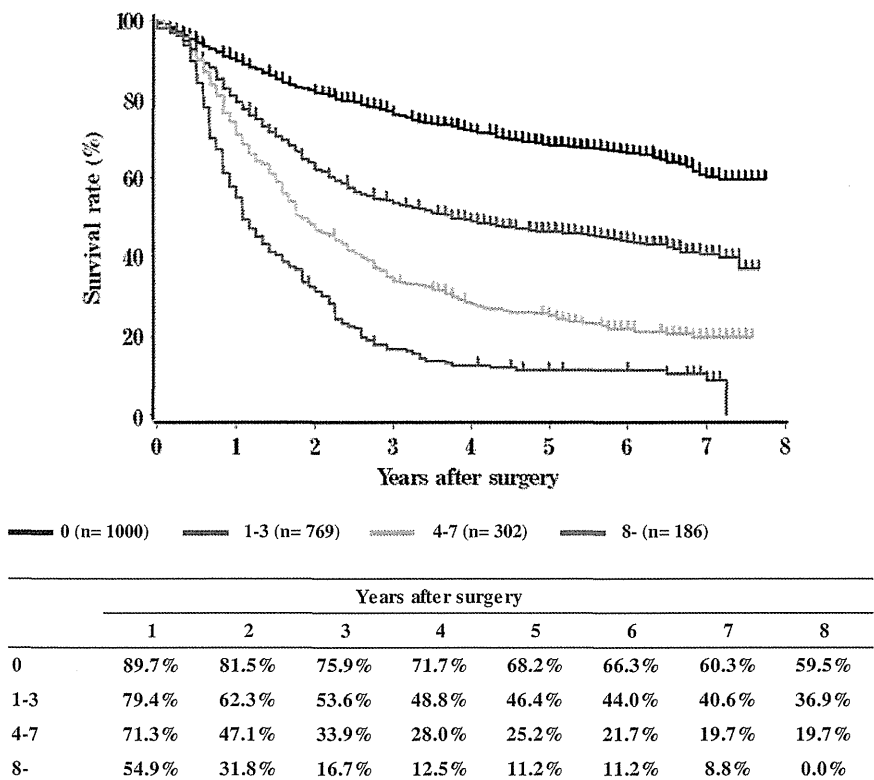 100
80
60
40
20
0
Survival rate (%)
0 1 2 3 4 5 6 7 8
Years after surgery
0 (n= 1000) 1-3 (n= 769) 4-7 (n= 302) 8- (n= 186)
Years after surgery
1 2 3 4 5 6 7 8
0 89.7% 81.5% 75.9% 71.7% 68.2% 66.3% 60.3% 59.5%
1-3 79.4% 62.3% 53.6% 48.8% 46.4% 44.0% 40.6% 36.9%
4-7 71.3% 47.1% 33.9% 28.0% 25.2% 21.7% 19.7% 19.7%
8- 54.9% 31.8% 16.7% 12.5% 11.2% 11.2% 8.8% 0.0%